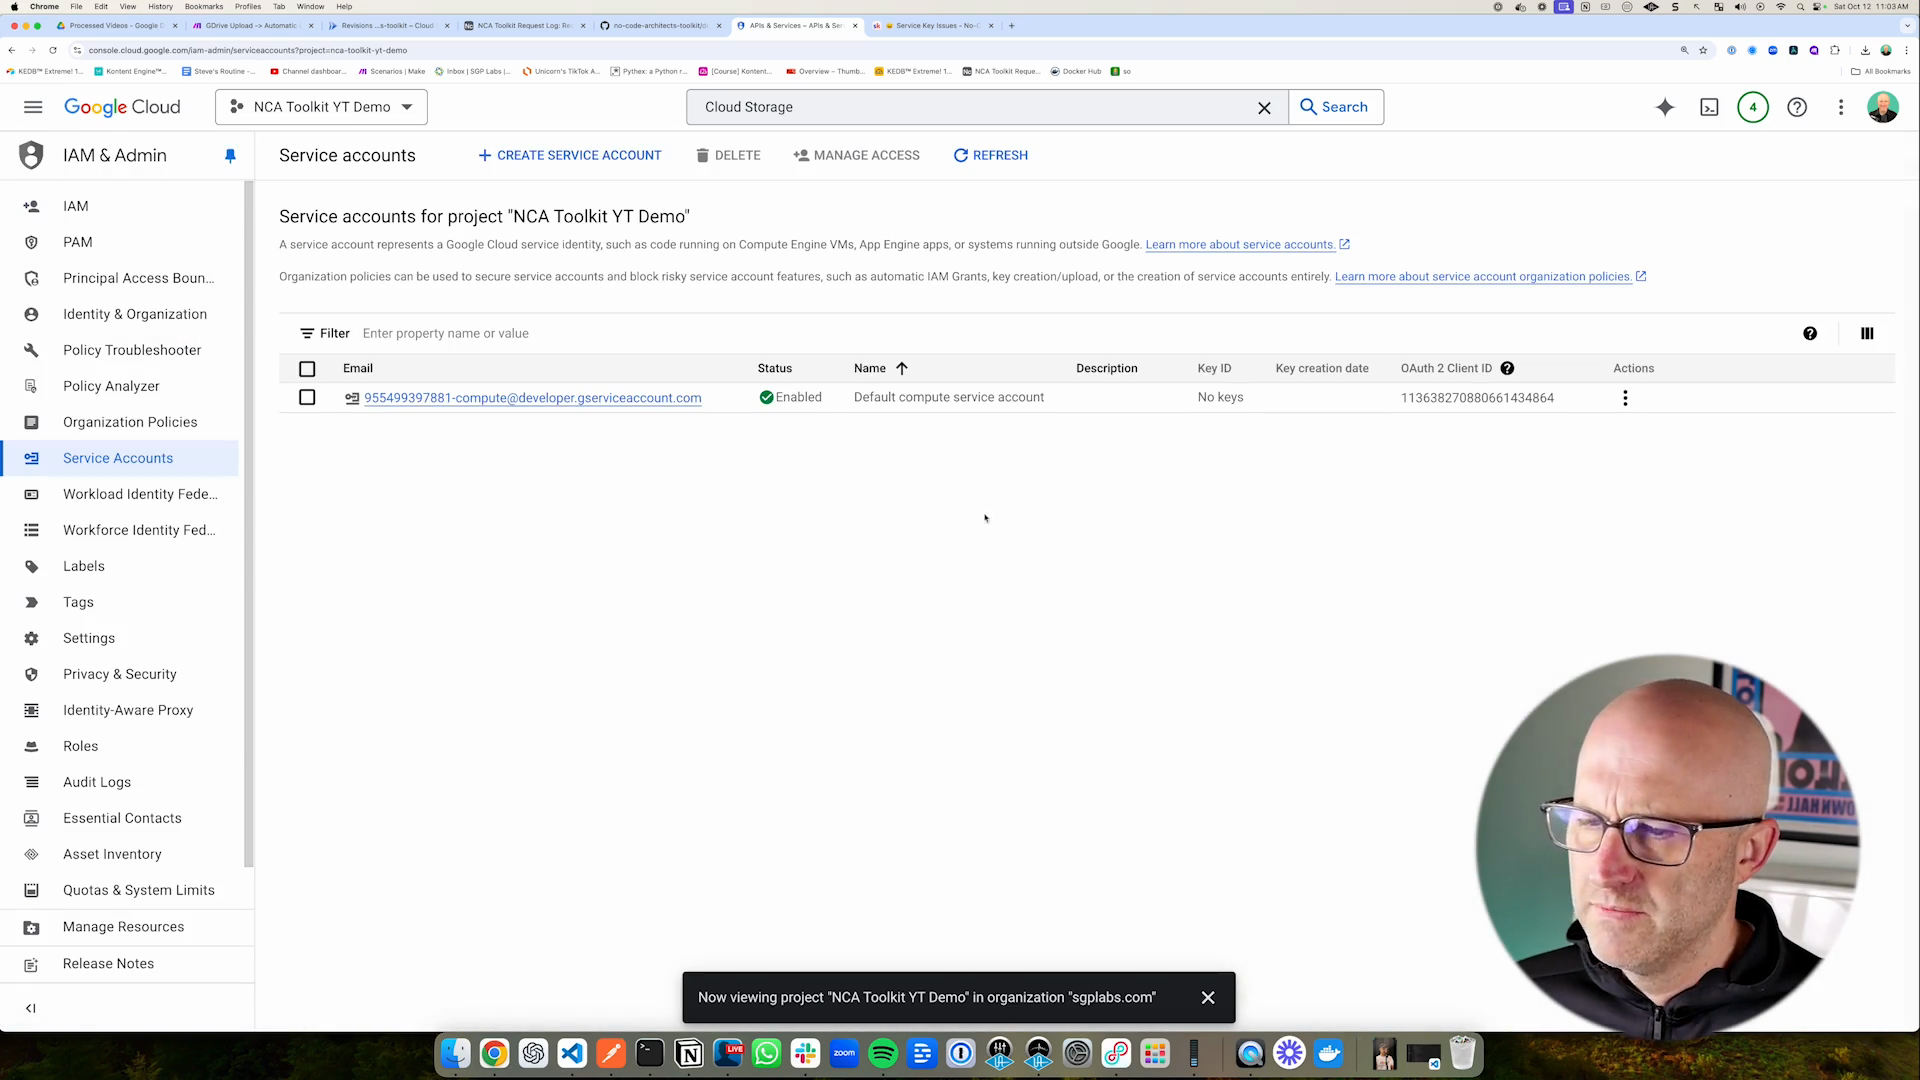 Chrome File Edit View History Bookmarks Profiles Tab Window Help
Sat Oct 12 11:03 AM
Processed Videos - Google D
GDrive Upload -> Automatic
Revisions ...s-toolkit – Cloud
NCA Toolkit Request Log: Re
no-code-architects-toolkit/do
APIs & Services – APIs & Ser
Service Key Issues - No-C
console.cloud.google.com/iam-admin/serviceaccounts?project=nca-toolkit-yt-demo
KEDB™ Extreme! 1...
Kontent Engine™...
Steve's Routine -...
Channel dashboar...
Scenarios | Make
Inbox | SGP Labs |...
Unicorn's TikTok A...
Pythex: a Python r...
[Course] Kontent...
Overview – Thumb...
KEDB™ Extreme! 1...
NCA Toolkit Reque...
Docker Hub
so
All Bookmarks
Google Cloud
NCA Toolkit YT Demo
Cloud Storage
Search
4
IAM & Admin
Service accounts
CREATE SERVICE ACCOUNT
DELETE
MANAGE ACCESS
REFRESH
IAM
PAM
Principal Access Boun...
Identity & Organization
Policy Troubleshooter
Policy Analyzer
Organization Policies
Service Accounts
Workload Identity Fede...
Workforce Identity Fed...
Labels
Tags
Settings
Privacy & Security
Identity-Aware Proxy
Roles
Audit Logs
Essential Contacts
Asset Inventory
Quotas & System Limits
Manage Resources
Release Notes
Service accounts for project "NCA Toolkit YT Demo"
A service account represents a Google Cloud service identity, such as code running on Compute Engine VMs, App Engine apps, or systems running outside Google. Learn more about service accounts.
Organization policies can be used to secure service accounts and block risky service account features, such as automatic IAM Grants, key creation/upload, or the creation of service accounts entirely. Learn more about service account organization policies.
Filter Enter property name or value
Email Status Name Description Key ID Key creation date OAuth 2 Client ID Actions
955499397881-compute@developer.gserviceaccount.com Enabled Default compute service account No keys 113638270880661434864
Now viewing project "NCA Toolkit YT Demo" in organization "sgplabs.com"
LIVE
zoom